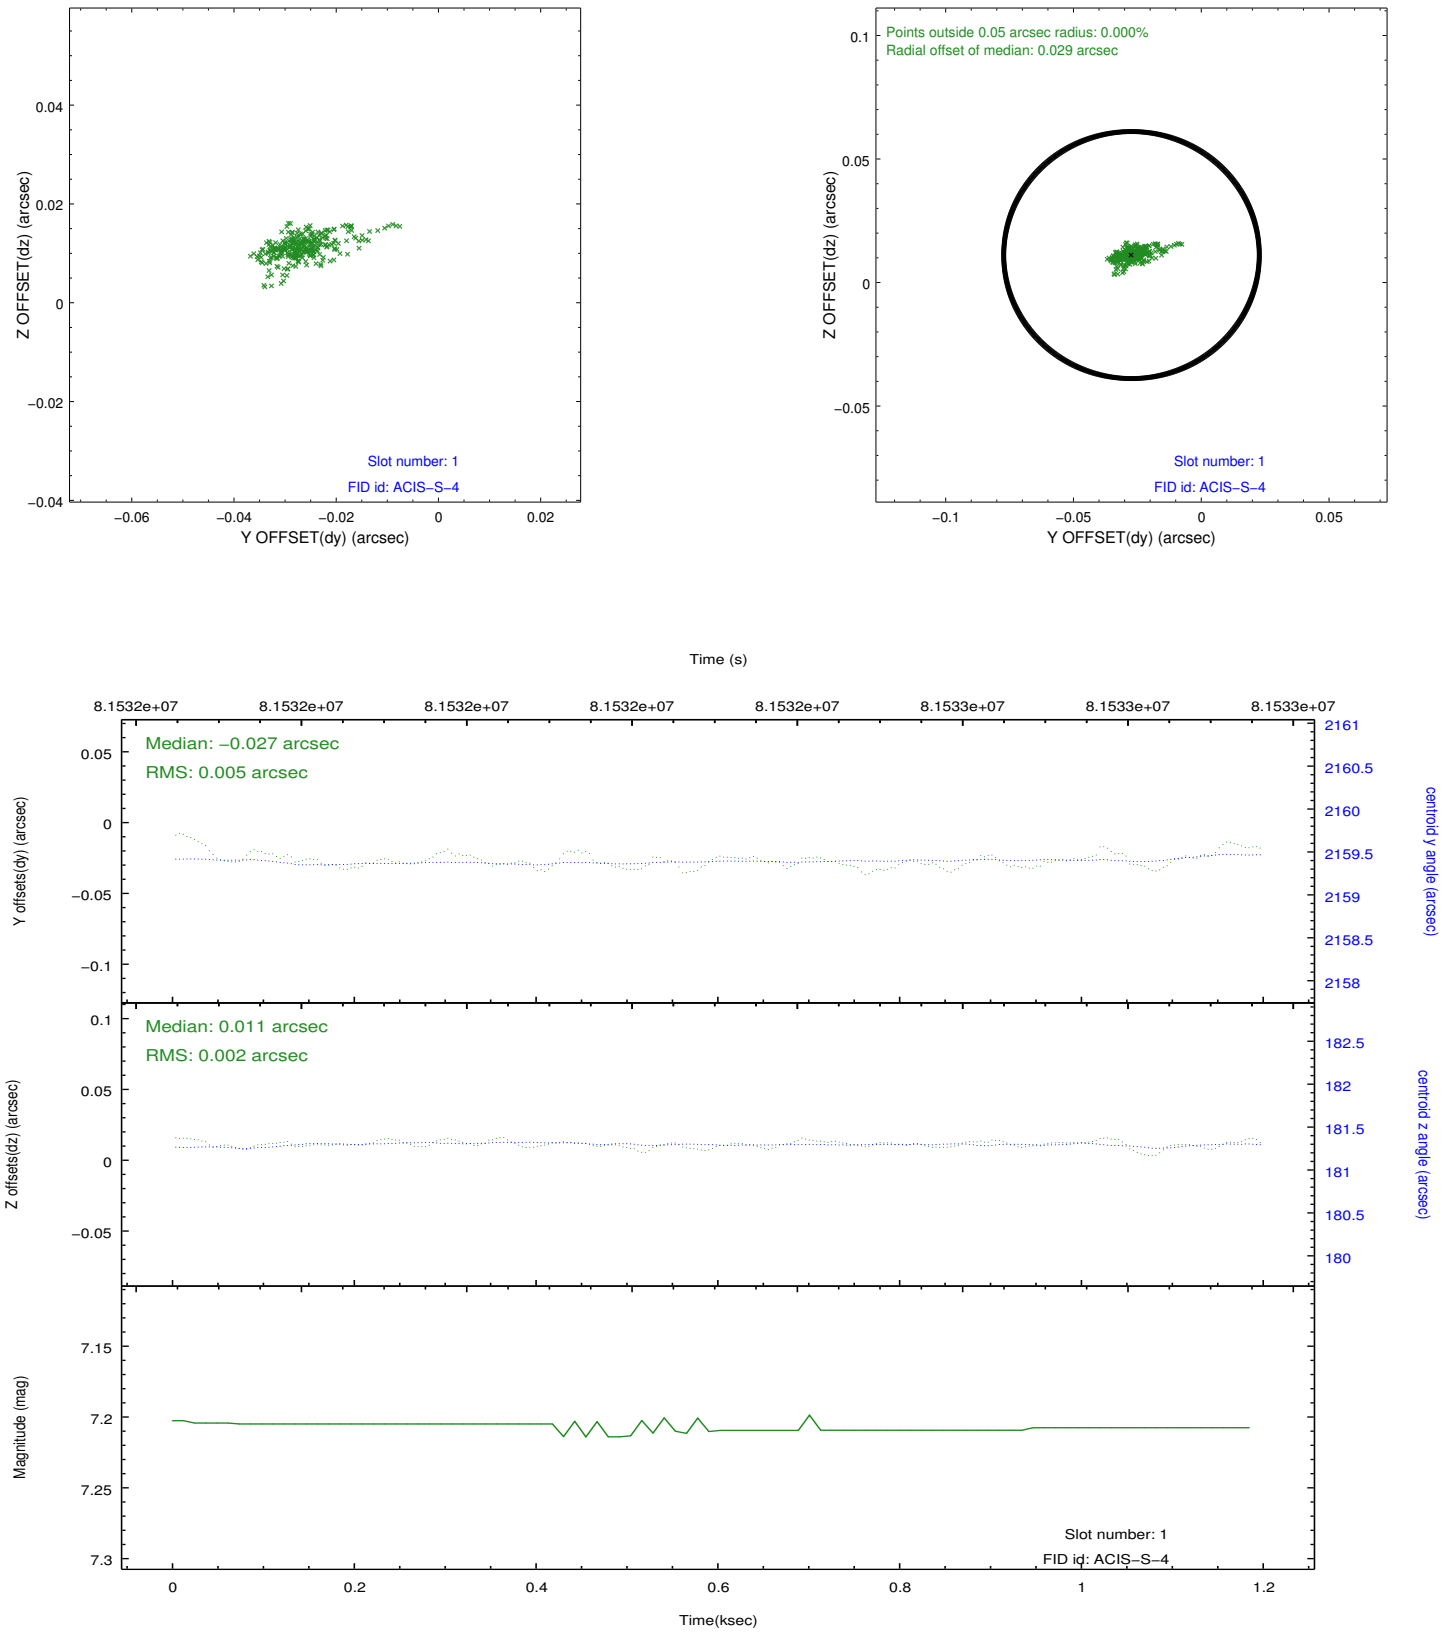 0.04
0.02
0
−0.02
−0.04
Z OFFSET(dz) (arcsec)
Slot number: 1
FID id: ACIS−S−4
−0.06
−0.04
−0.02
0
0.02
Y OFFSET(dy) (arcsec)
Points outside 0.05 arcsec radius: 0.000%
Radial offset of median: 0.029 arcsec
0.1
0.05
0
−0.05
Z OFFSET(dz) (arcsec)
Slot number: 1
FID id: ACIS−S−4
−0.1
−0.05
0
0.05
Y OFFSET(dy) (arcsec)
Time (s)
8.1532e+07
8.1532e+07
8.1532e+07
8.1532e+07
8.1532e+07
8.1533e+07
8.1533e+07
8.1533e+07
Median: −0.027 arcsec
RMS: 0.005 arcsec
0.05
0
−0.05
−0.1
Y offsets(dy) (arcsec)
2161
2160.5
2160
2159.5
2159
2158.5
2158
centroid y angle (arcsec)
Median: 0.011 arcsec
RMS: 0.002 arcsec
0.1
0.05
0
−0.05
Z offsets(dz) (arcsec)
182.5
182
181.5
181
180.5
180
centroid z angle (arcsec)
7.15
7.2
7.25
7.3
Magnitude (mag)
Slot number: 1
FID id: ACIS−S−4
0
0.2
0.4
0.6
0.8
1
1.2
Time(ksec)